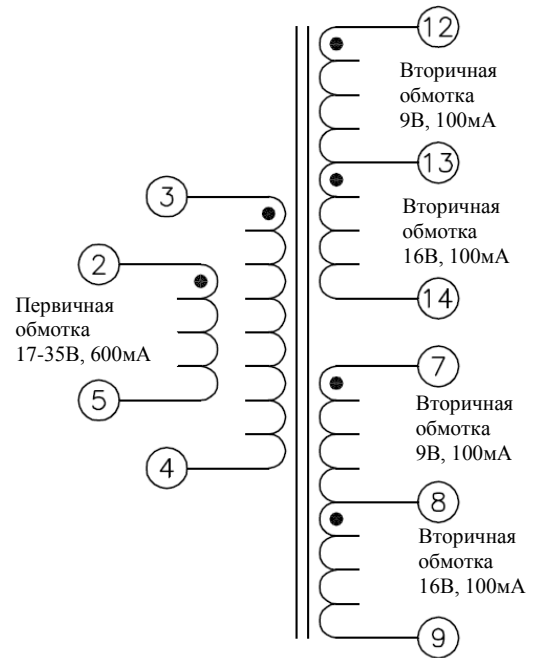 12
Вторичная
обмотка
9В, 100мА
13
3
Вторичная
обмотка
16В, 100мА
2
14
Первичная
обмотка
17-35В, 600мА
7
5
Вторичная
обмотка
9В, 100мА
4
8
Вторичная
обмотка
16В, 100мА
9